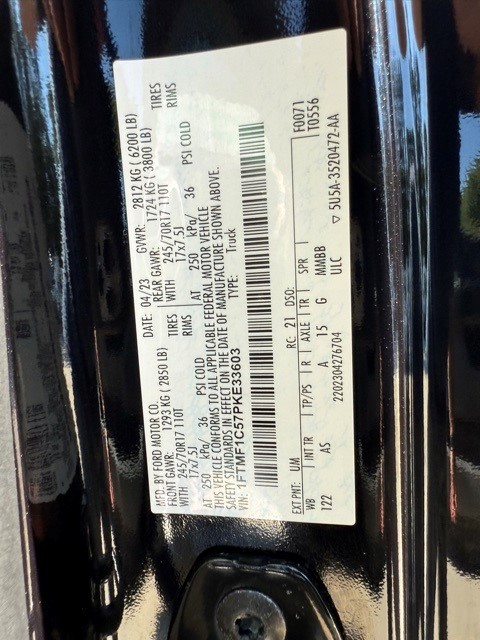 MFD. BY FORD MOTOR CO. DATE: 04/23 GVWR: 2812 KG ( 6200 LB)
FRONT GAWR: 1293 KG ( 2850 LB) REAR GAWR: 1724 KG ( 3800 LB)
WITH 245/70R17 110T TIRES WITH 245/70R17 110T TIRES
17x7.5J RIMS 17x7.5J RIMS
AT 250 kPa/ 36 PSI COLD AT 250 kPa/ 36 PSI COLD
THIS VEHICLE CONFORMS TO ALL APPLICABLE FEDERAL MOTOR VEHICLE
SAFETY STANDARDS IN EFFECT ON THE DATE OF MANUFACTURE SHOWN ABOVE.
VIN: 1FTMF1C57PKE33603 TYPE: Truck
EXT PNT: UM RC: 21 DSO: F0071
WB INT TR TP/PS R AXLE TR SPR T0556
122 AS A 15 G MMBB
2202304276704 ULC ▽ 5U5A-3520472-AA